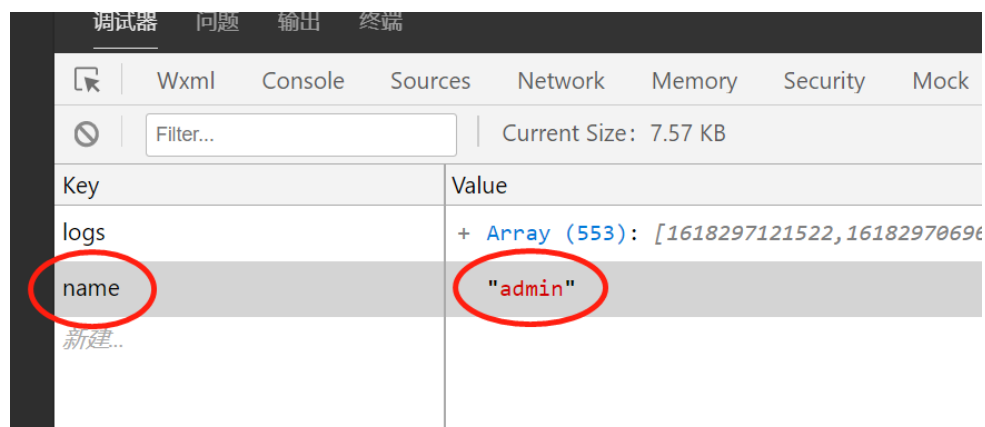 调试器 问题 输出 终端
Wxml Console Sources Network Memory Security Mock
Filter... Current Size: 7.57 KB
Key Value
logs + Array (553): [1618297121522,16182970696
name "admin"
新建...